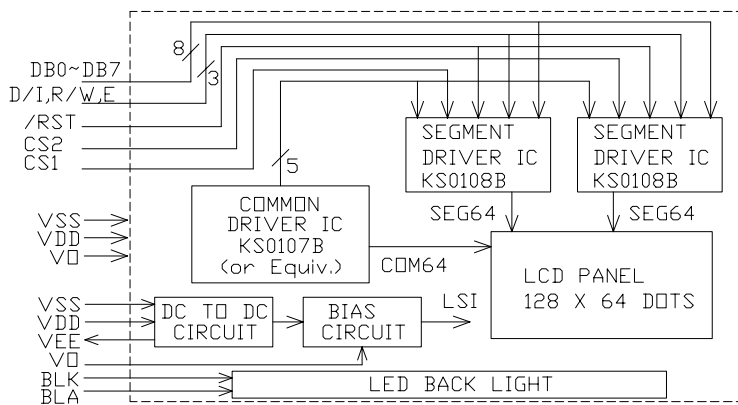 8
DB0~DB7
3
D/I,R/W,E
/RST
CS2
CS1
5
SEGMENT
DRIVER IC
KS0108B
SEGMENT
DRIVER IC
KS0108B
COMMON
DRIVER IC
KS0107B
(or Equiv.)
SEG64
SEG64
VSS
VDD
VO
COM64
LCD PANEL
128 X 64 DOTS
VSS
VDD
VEE
VO
DC TO DC
CIRCUIT
BIAS
CIRCUIT
LSI
BLK
BLA
LED BACK LIGHT